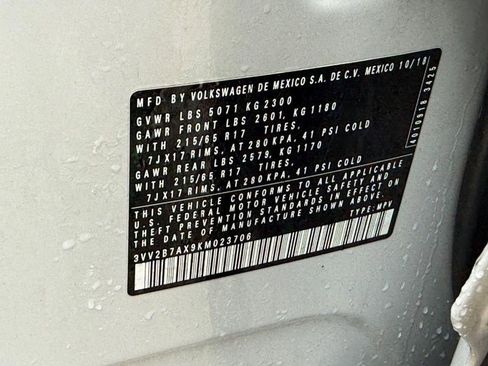 MFD BY VOLKSWAGEN DE MEXICO S.A. DE C.V. MEXICO 10/18
GVWR LBS 5071 KG 2300
GAWR FRONT LBS 2601, KG 1180
WITH 215/65 R17 TIRES.
7JX17 RIMS, AT 280 KPA, 41 PSI COLD
GAWR REAR LBS 2579, KG 1170
WITH 215/65 R17 TIRES.
7JX17 RIMS, AT 280 KPA, 41 PSI COLD
THIS VEHICLE CONFORMS TO ALL APPLICABLE
U.S. FEDERAL MOTOR VEHICLE SAFETY AND
THEFT PREVENTION STANDARDS IN EFFECT ON
THE DATE OF MANUFACTURE SHOWN ABOVE.
3VV2B7AX9KM023706 TYPE: MPV
4010918 3425